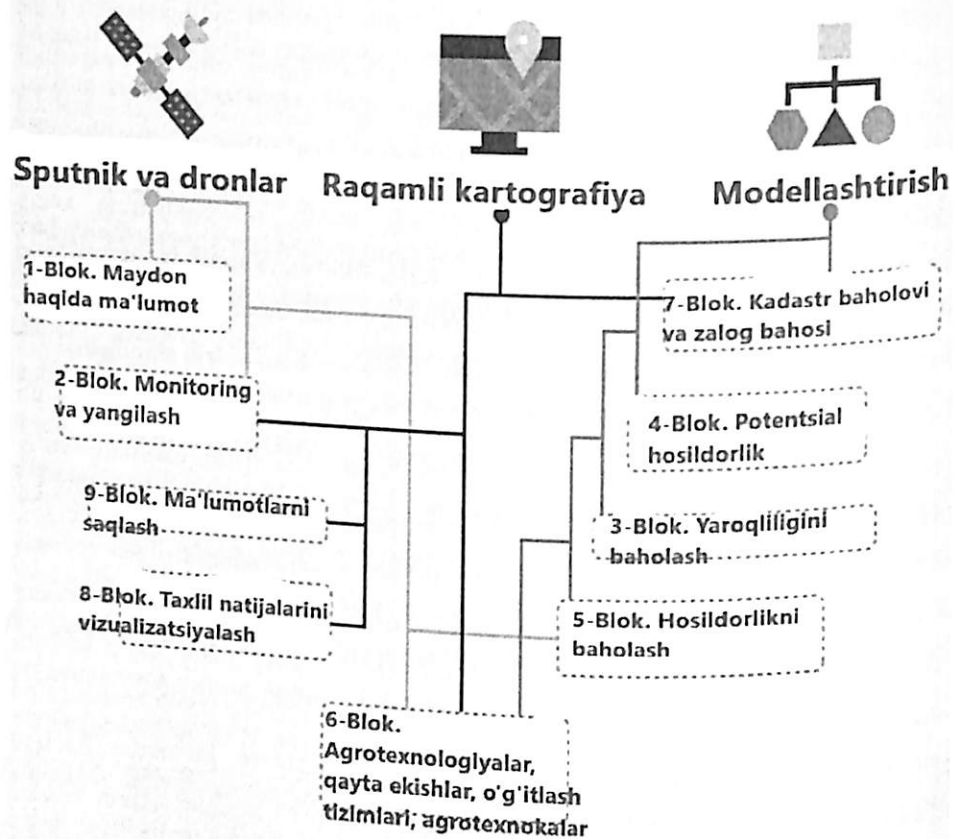 Sputnik va dronlar
Raqamli kartografiya
Modellashtirish
1-Blok. Maydon
haqida ma'lumot
7-Blok. Kadastr baholovi
va zalog bahosi
2-Blok. Monitoring
va yangilash
4-Blok. Potentsial
hosildorlik
9-Blok. Ma'lumotlarni
saqlash
3-Blok. Yaroqliligini
baholash
8-Blok. Taxlil natijalarini
vizualizatsiyalash
5-Blok. Hosildorlikni
baholash
6-Blok.
Agrotexnologiyalar,
qayta ekishlar, o'g'itlash
tizimlari; agrotexnokalar